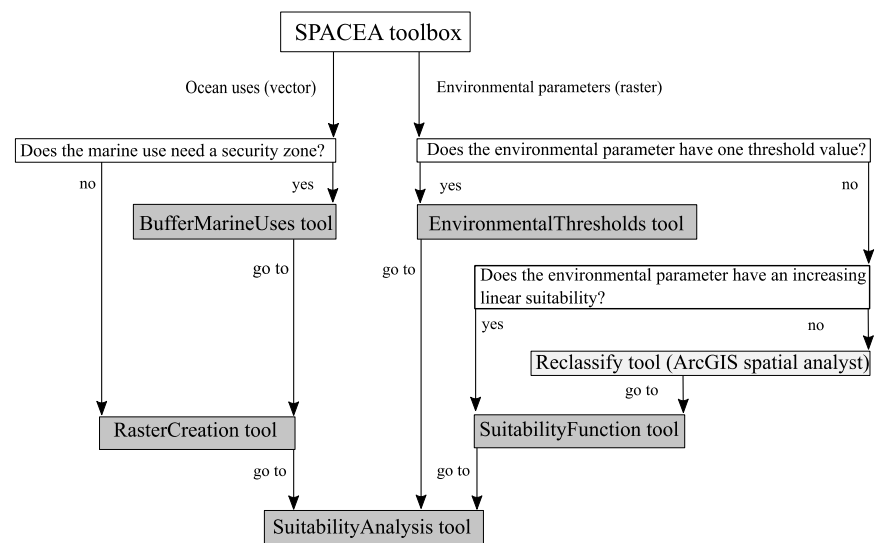 SPACEA toolbox
Ocean uses (vector)
Environmental parameters (raster)
Does the marine use need a security zone?
Does the environmental parameter have one threshold value?
no
yes
yes
no
BufferMarineUses tool
EnvironmentalThresholds tool
go to
go to
Does the environmental parameter have an increasing
linear suitability?
yes
no
Reclassify tool (ArcGIS spatial analyst)
go to
RasterCreation tool
SuitabilityFunction tool
go to
go to
SuitabilityAnalysis tool